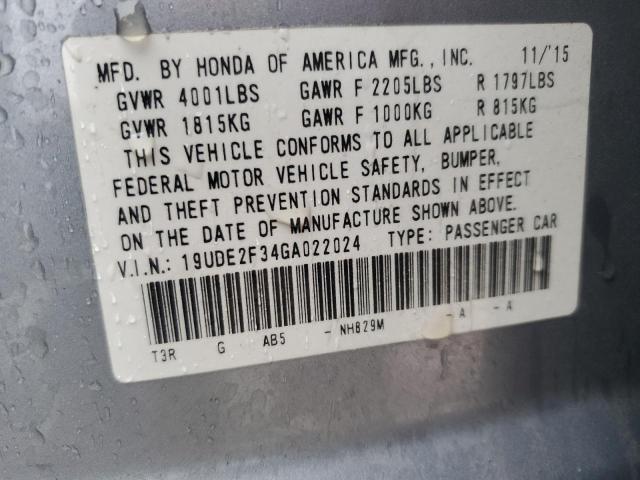 MFD. BY HONDA OF AMERICA MFG., INC. 11/'15
GVWR 4001LBS GAWR F 2205LBS R 1797LBS
GVWR 1815KG GAWR F 1000KG R 815KG
THIS VEHICLE CONFORMS TO ALL APPLICABLE
FEDERAL MOTOR VEHICLE SAFETY, BUMPER,
AND THEFT PREVENTION STANDARDS IN EFFECT
ON THE DATE OF MANUFACTURE SHOWN ABOVE.
V.I.N.: 19UDE2F34GA022024 TYPE: PASSENGER CAR
T3R G AB5 - NH829M - A - A